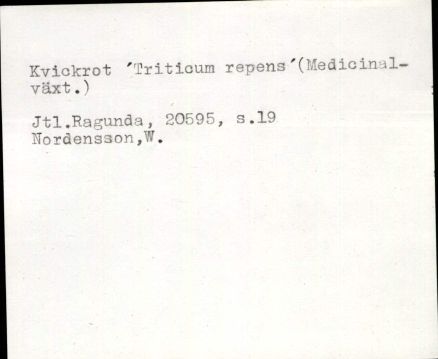 Kvickrot ´Triticum repens´(Medicinal-
växt.)
Jtl.Ragunda, 20595, s.19
Nordensson,W.